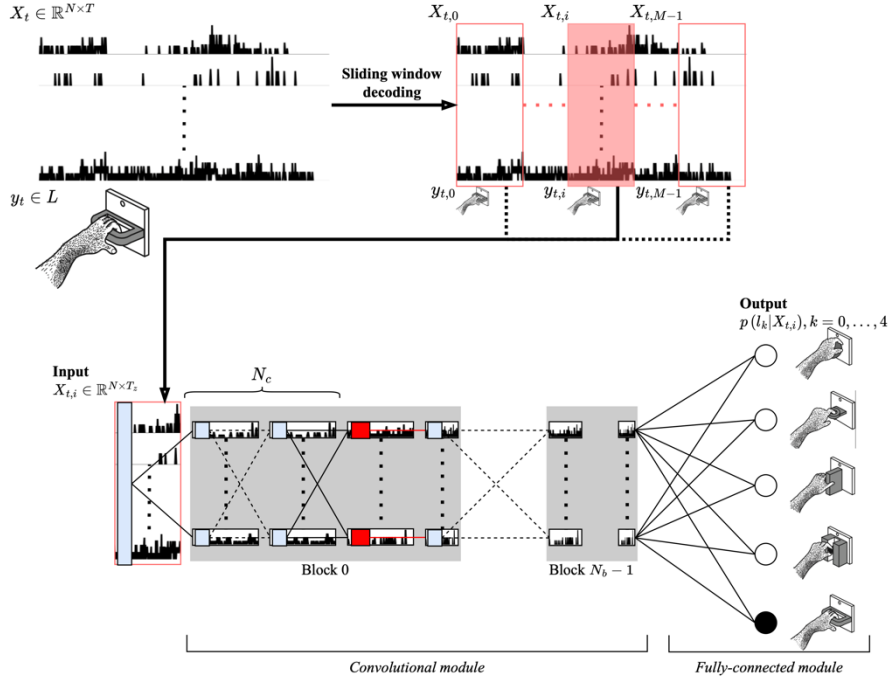 X_t ∈ ℝ^{N×T}
X_{t,0}
X_{t,i}
X_{t,M−1}
Sliding window
decoding
y_t ∈ L
y_{t,0}
y_{t,i}
y_{t,M−1}
Output
p (l_k|X_{t,i}), k = 0, . . . , 4
Input
X_{t,i} ∈ ℝ^{N×T_z}
N_c
Block 0
Block N_b − 1
Convolutional module
Fully-connected module